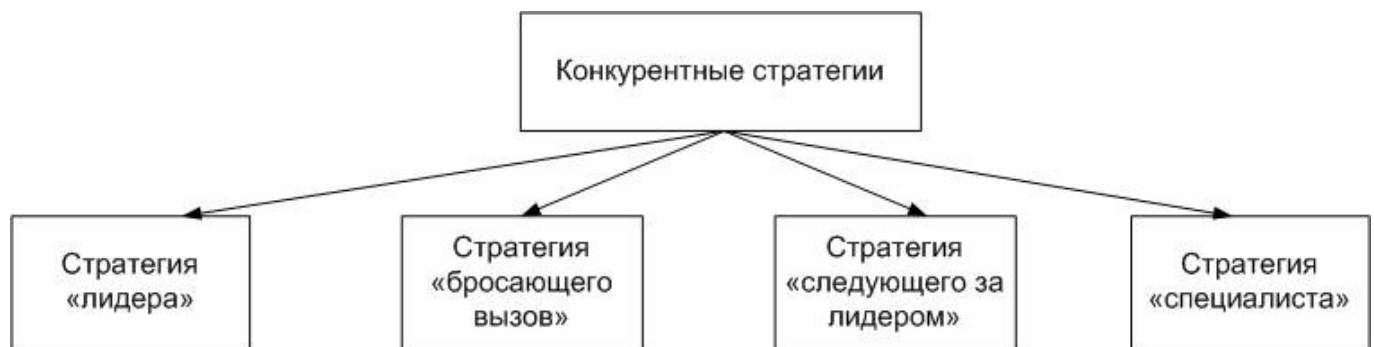 Конкурентные стратегии
Стратегия
«лидера»
Стратегия
«бросающего
вызов»
Стратегия
«следующего за
лидером»
Стратегия
«специалиста»